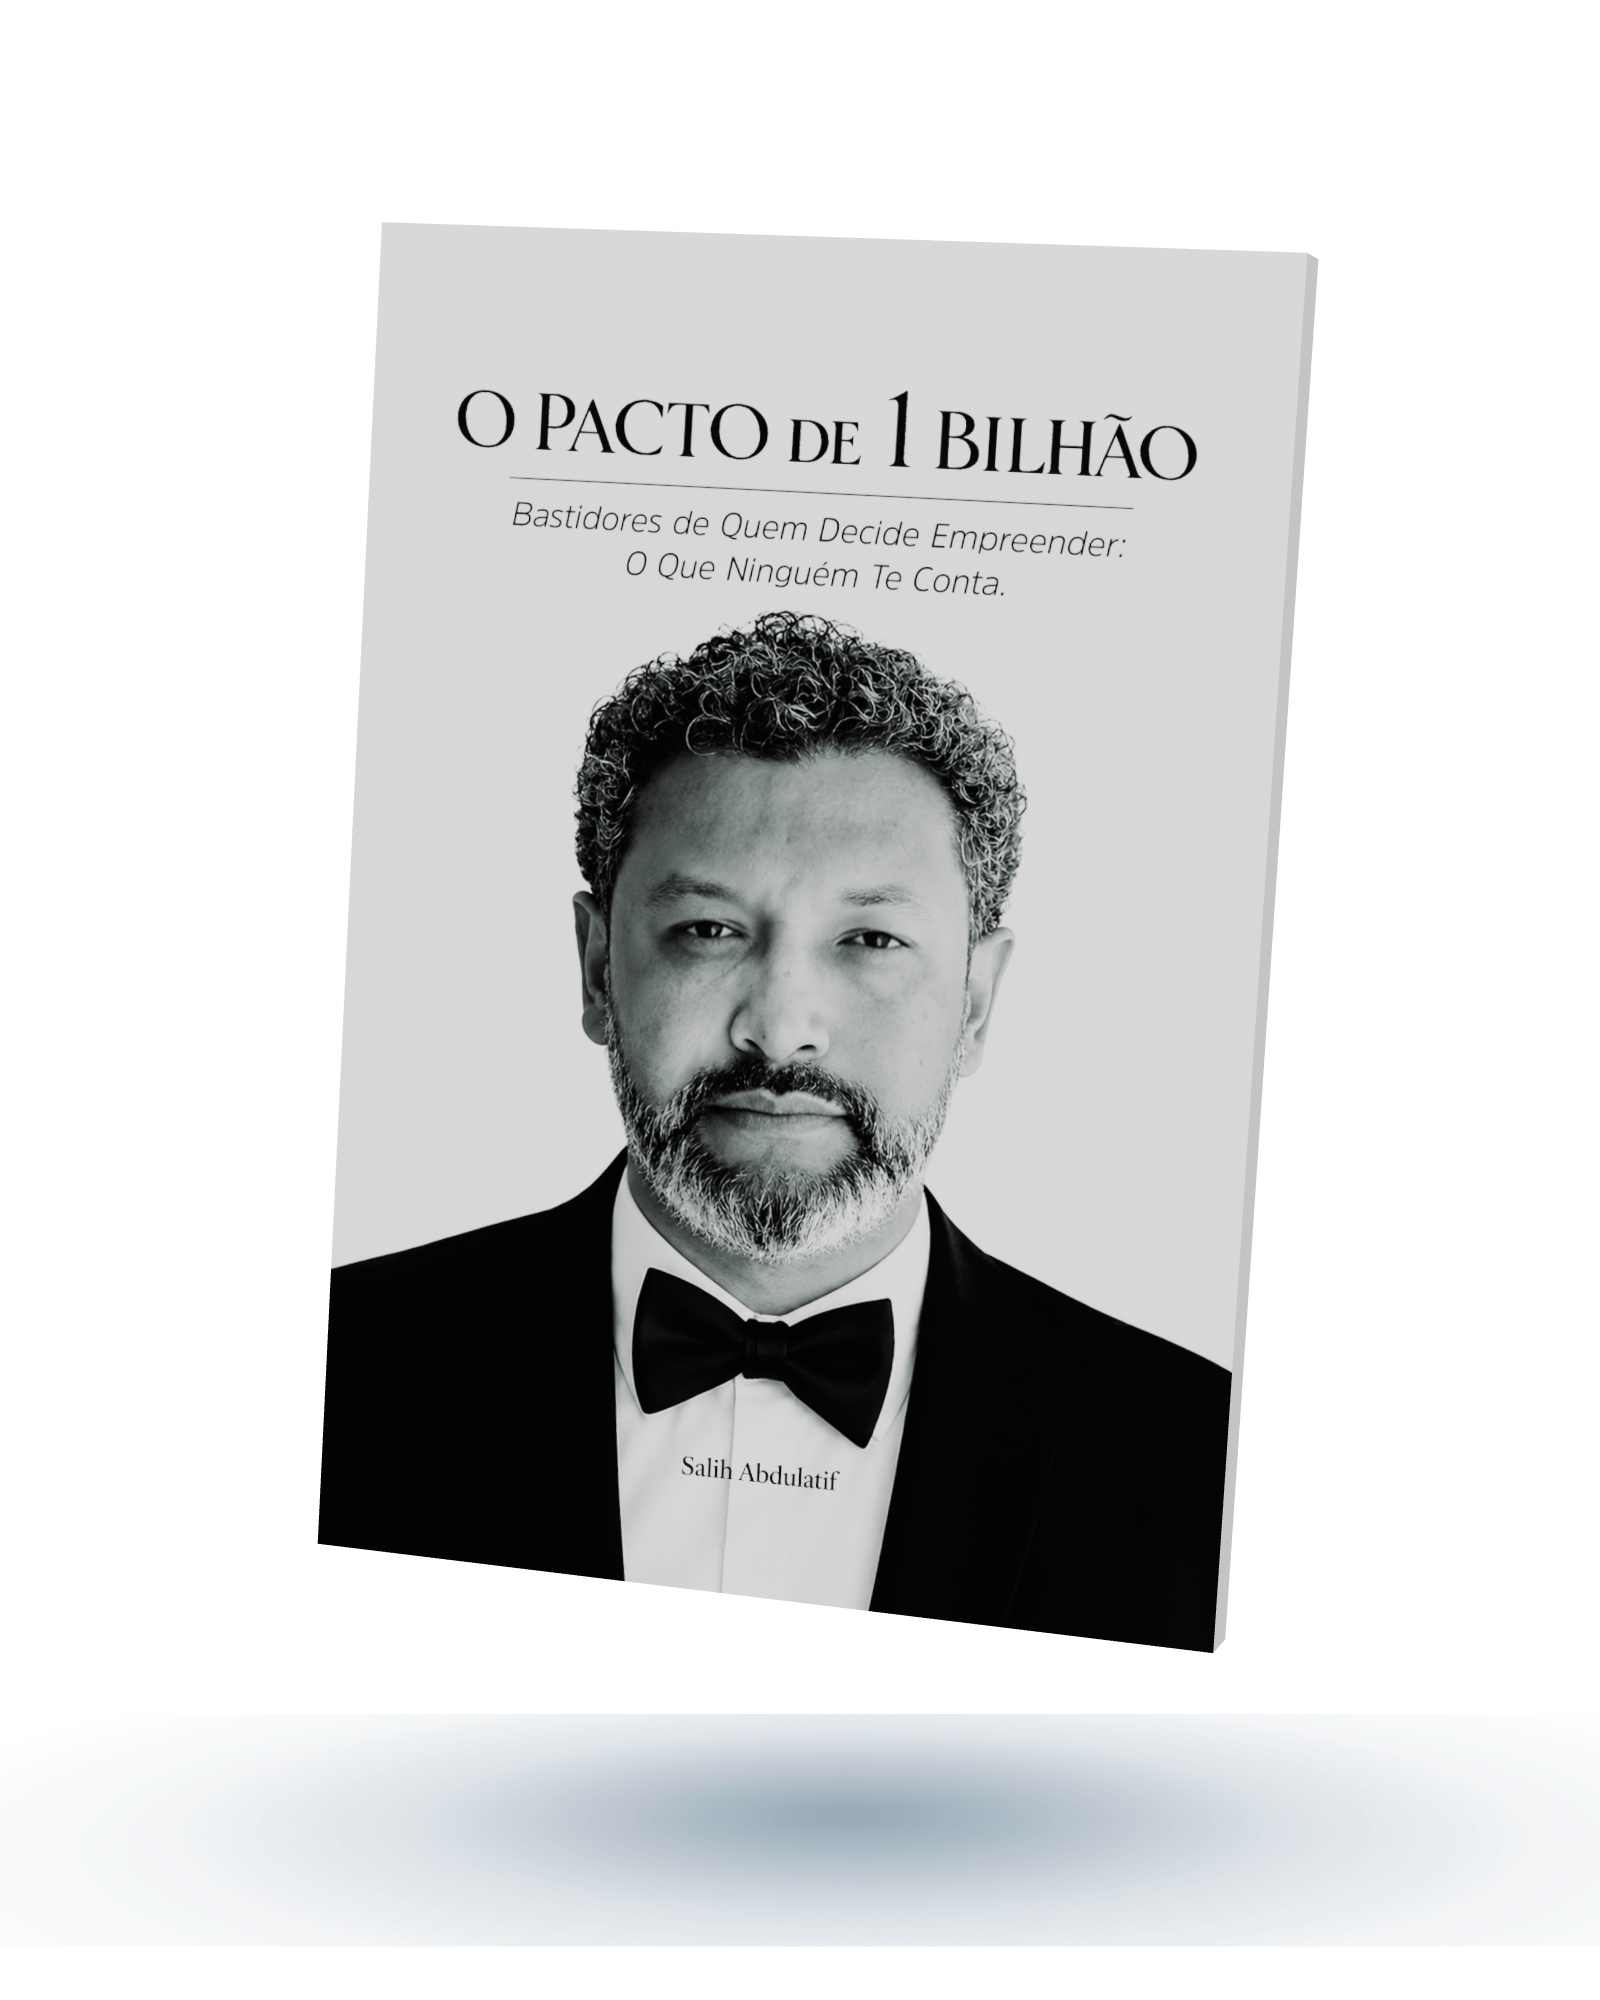 O PACTO DE 1 BILHÃO
Bastidores de Quem Decide Empreender:
O Que Ninguém Te Conta.
Salih Abdulatif